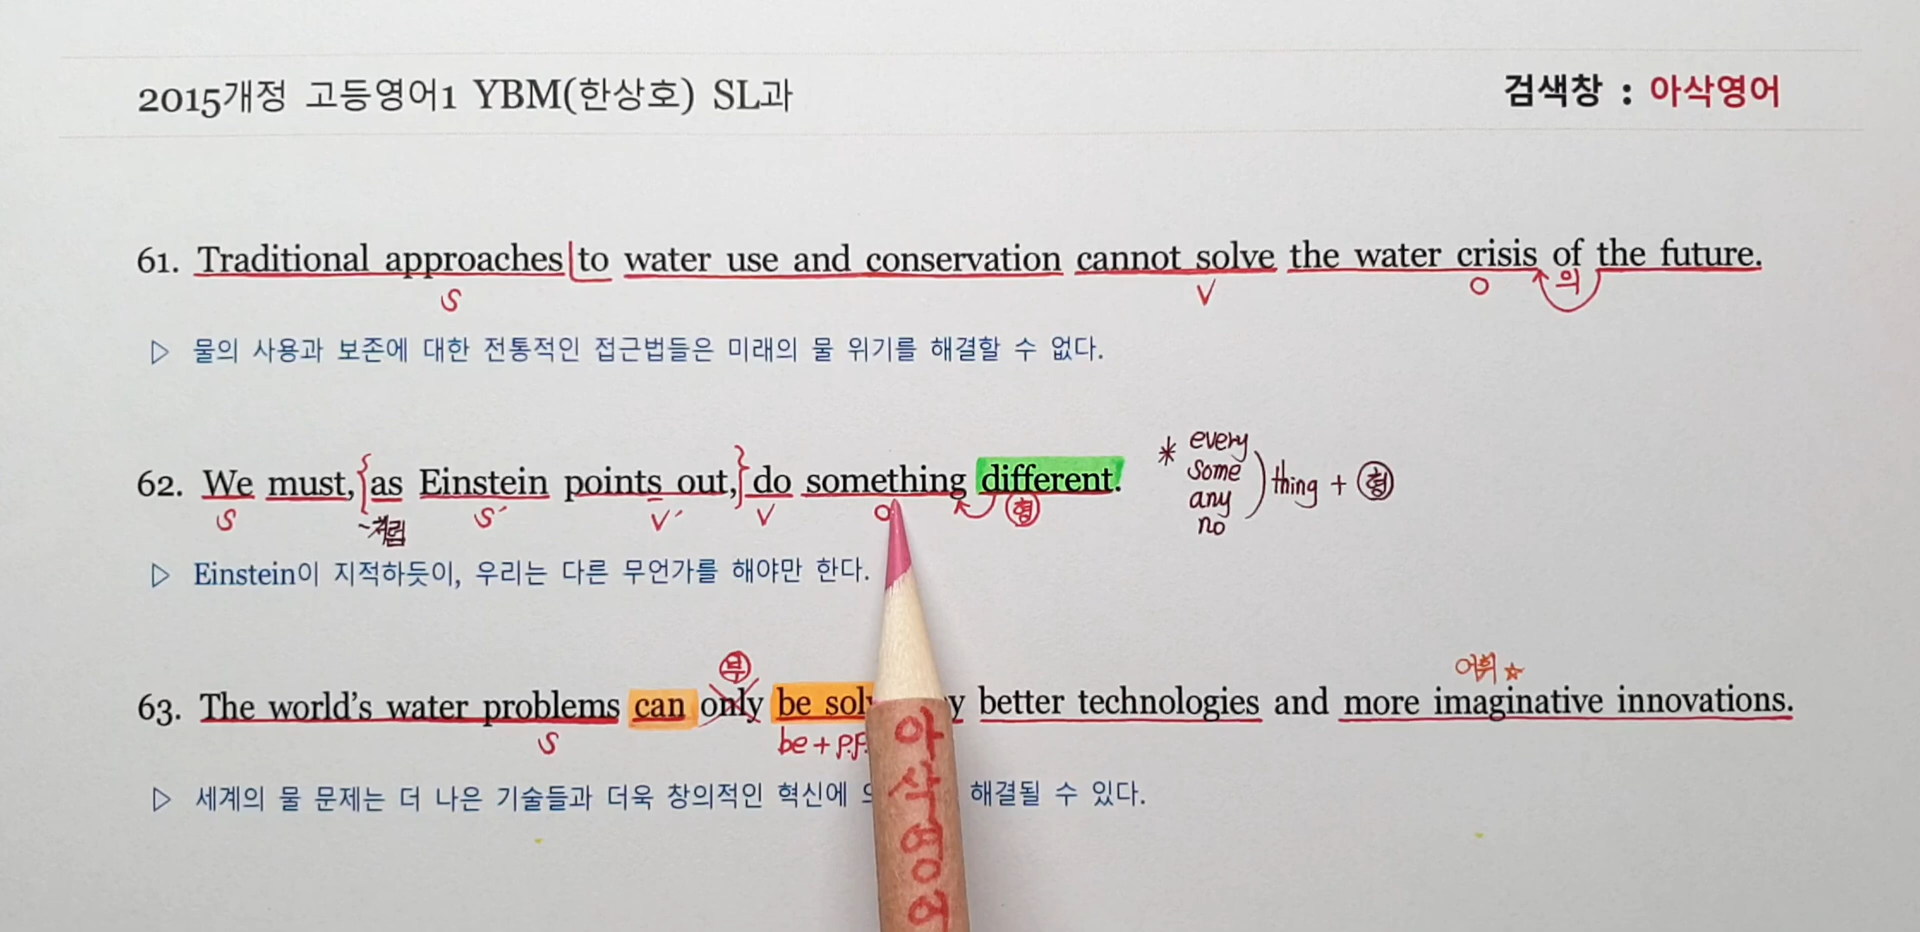 2015개정 고등영어1 YBM(한상호) SL과 검색창 : 아삭영어
61. Traditional approaches to water use and conservation cannot solve the water crisis of the future.
S V O 의
▷ 물의 사용과 보존에 대한 전통적인 접근법들은 미래의 물 위기를 해결할 수 없다.
* every
some
any
no
thing + 형
62. We must, as Einstein points out, do something different.
S ~처럼 S´ V´ V O 형
▷ Einstein이 지적하듯이, 우리는 다른 무언가를 해야만 한다.
부 어휘☆
63. The world's water problems can only be better technologies and more imaginative innovations.
S be + p.p.
▷ 세계의 물 문제는 더 나은 기술들과 더욱 창의적인 혁신에 해결될 수 있다.
아삭영